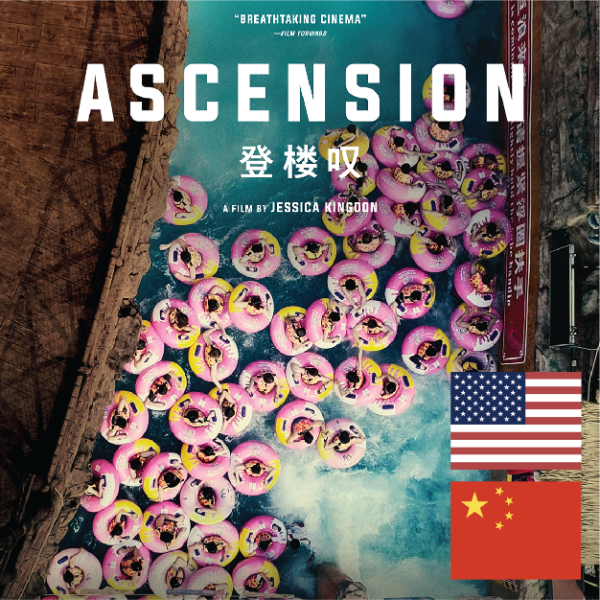 “BREATHTAKING CINEMA”
—FILM FORWARD
ASCENSION
登楼叹
A FILM BY JESSICA KINGDON